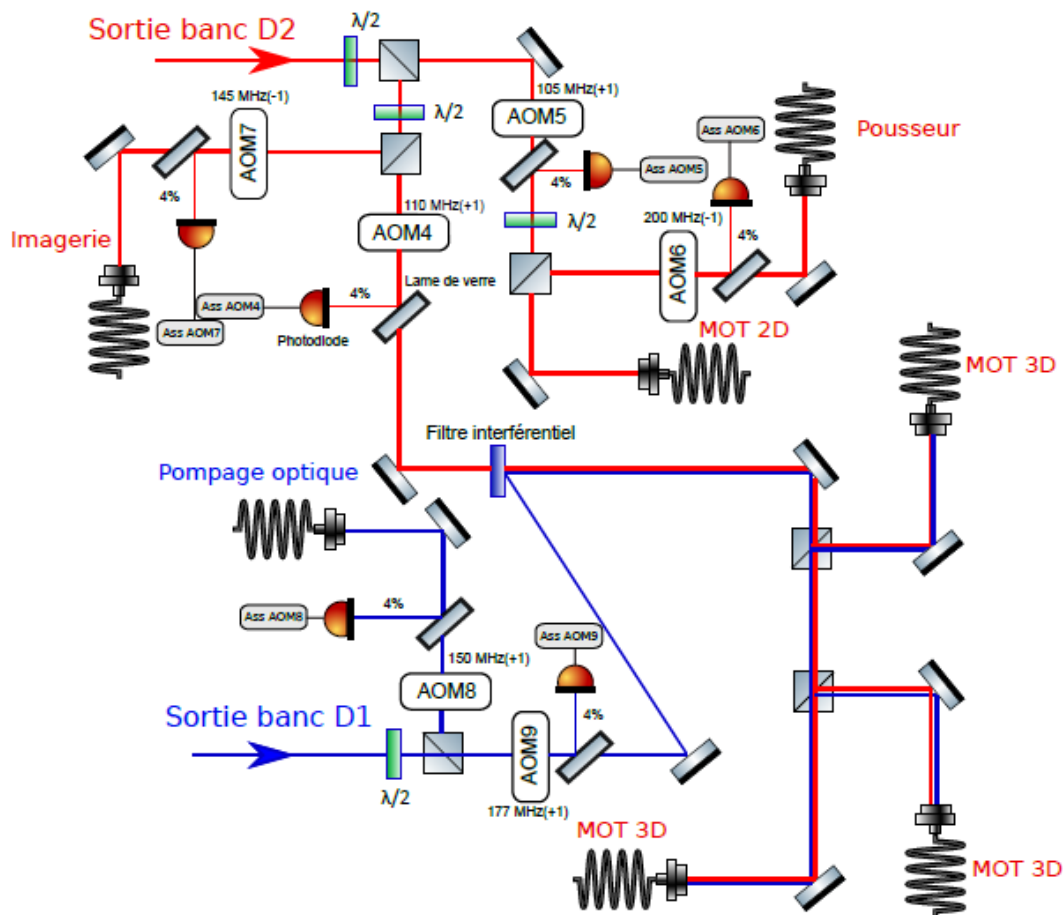 Sortie banc D2
λ/2
145 MHz(-1)
AOM7
λ/2
105 MHz(+1)
AOM5
Ass AOM6
Pousseur
4%
4%
Ass AOM5
110 MHz(+1)
AOM4
λ/2
200 MHz(-1)
AOM6
4%
Imagerie
Lame de verre
4%
Ass AOM4
Ass AOM7
Photodiode
MOT 2D
MOT 3D
Filtre interférentiel
Pompage optique
4%
Ass AOM8
Ass AOM9
150 MHz(+1)
AOM8
4%
Sortie banc D1
AOM9
λ/2
177 MHz(+1)
MOT 3D
MOT 3D